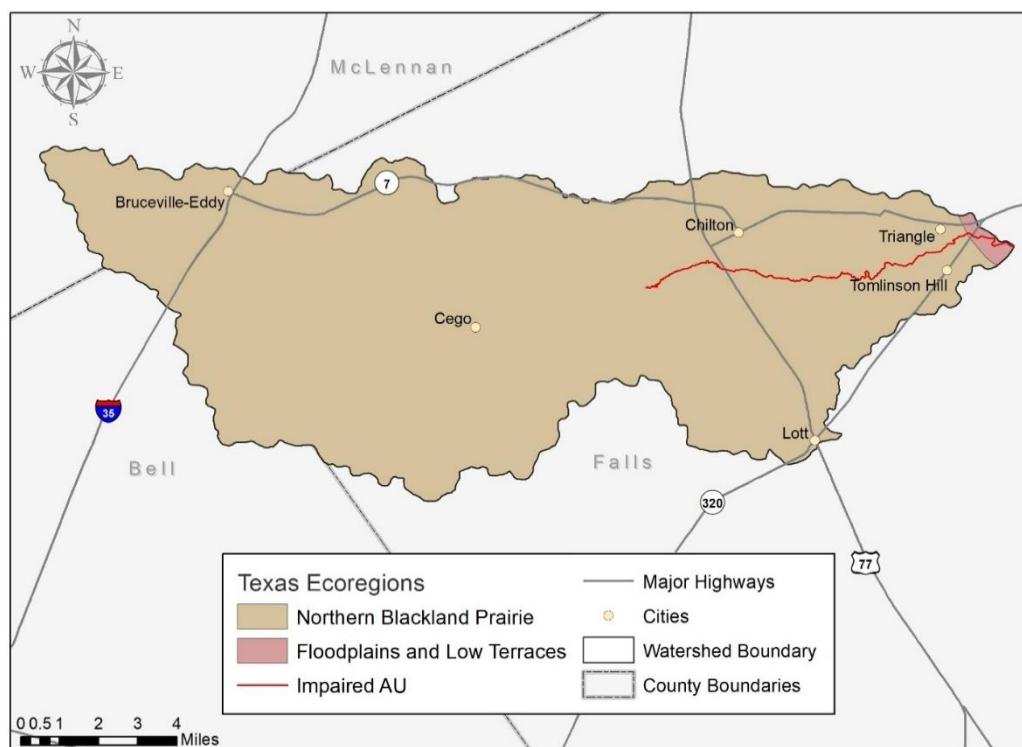 N
W E
S
McLennan
Bruceville-Eddy
7
Chilton
Triangle
Tomlinson Hill
Cego
35
Lott
Bell
Falls
320
77
Texas Ecoregions
Northern Blackland Prairie
Floodplains and Low Terraces
Impaired AU
Major Highways
Cities
Watershed Boundary
County Boundaries
0 0.5 1 2 3 4
Miles